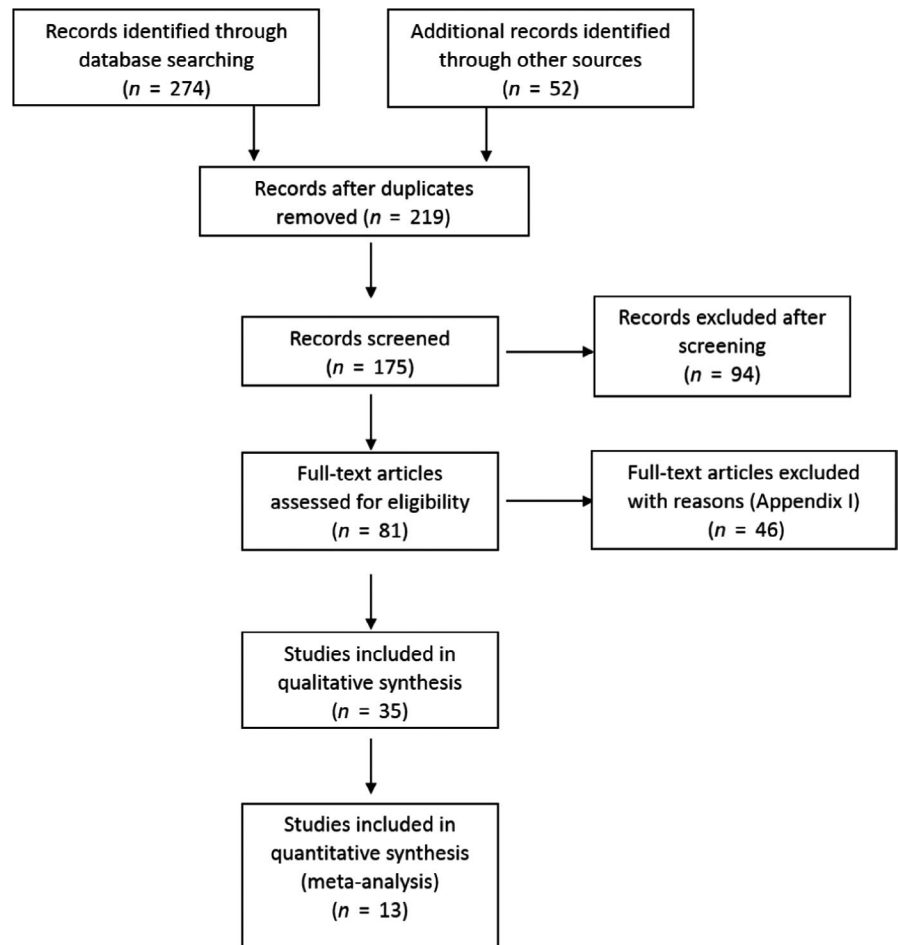 Records identified through
database searching
(n = 274)
Additional records identified
through other sources
(n = 52)
Records after duplicates
removed (n = 219)
Records screened
(n = 175)
Records excluded after
screening
(n = 94)
Full-text articles
assessed for eligibility
(n = 81)
Full-text articles excluded
with reasons (Appendix I)
(n = 46)
Studies included in
qualitative synthesis
(n = 35)
Studies included in
quantitative synthesis
(meta-analysis)
(n = 13)